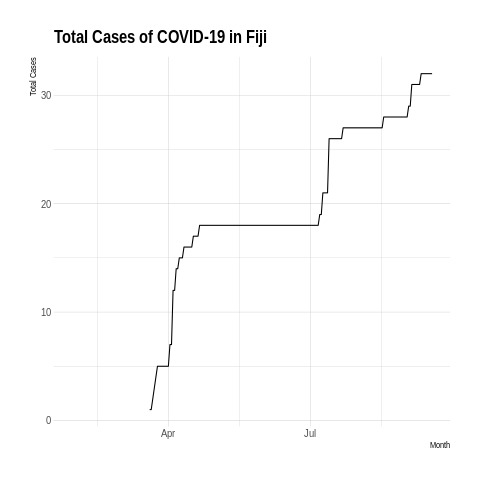 Total Cases of COVID-19 in Fiji
Total Cases
30
20
10
0
Apr Jul
Month